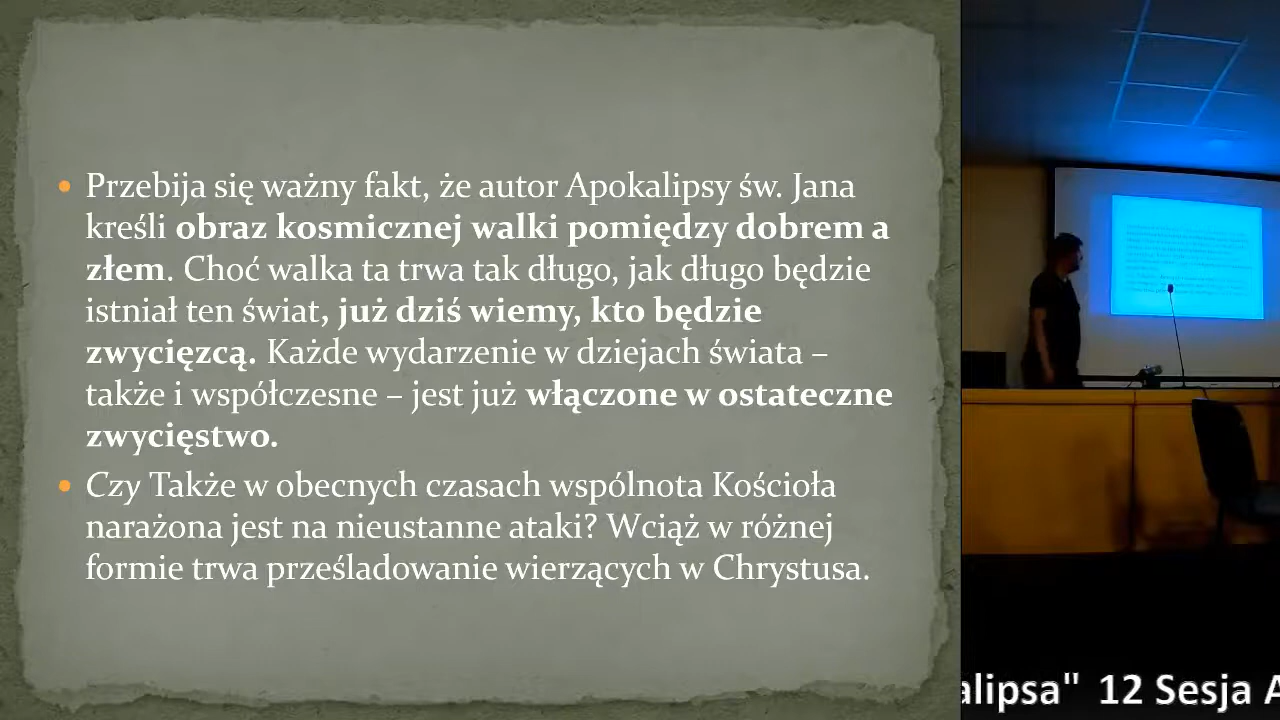 Przebija się ważny fakt, że autor Apokalipsy św. Jana
kreśli obraz kosmicznej walki pomiędzy dobrem a
złem. Choć walka ta trwa tak długo, jak długo będzie
istniał ten świat, już dziś wiemy, kto będzie
zwycięzcą. Każde wydarzenie w dziejach świata –
także i współczesne – jest już włączone w ostateczne
zwycięstwo.
Czy Także w obecnych czasach wspólnota Kościoła
narażona jest na nieustanne ataki? Wciąż w różnej
formie trwa prześladowanie wierzących w Chrystusa.
alipsa" 12 Sesja A